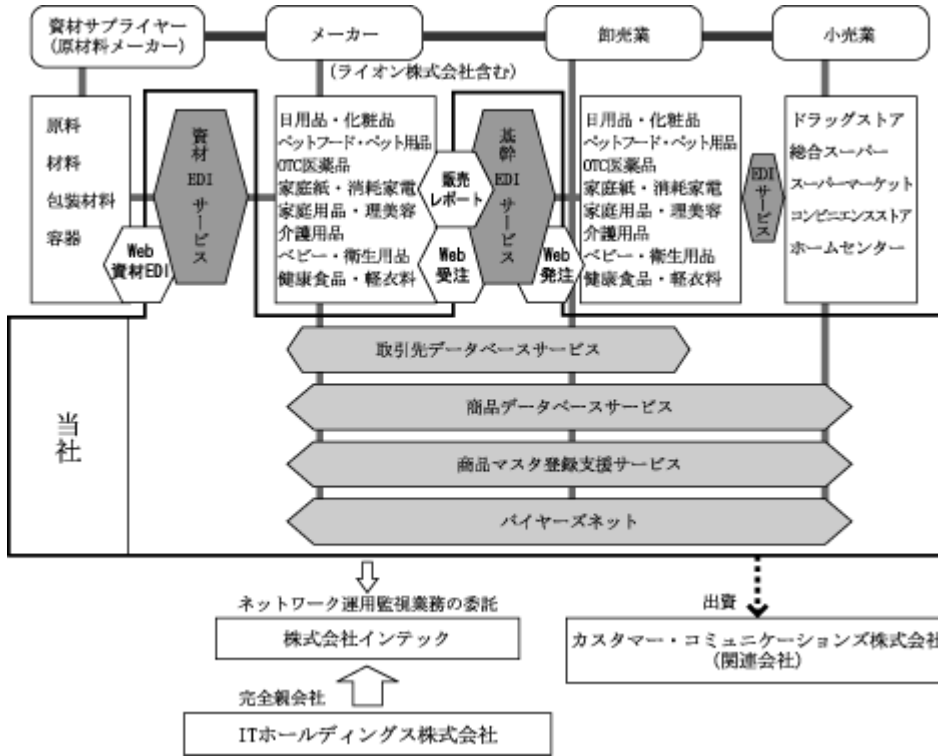 資材サプライヤー
(原材料メーカー)
メーカー
卸売業
小売業
(ライオン株式会社含む)
原料
材料
包装材料
容器
資材
EDI
サービス
Web
資材EDI
日用品・化粧品
ペットフード・ペット用品
OTC医薬品
家庭紙・消耗家電
家庭用品・理美容
介護用品
ベビー・衛生用品
健康食品・軽衣料
販売
レポート
Web
受注
基幹
EDI
サービス
Web
発注
日用品・化粧品
ペットフード・ペット用品
OTC医薬品
家庭紙・消耗家電
家庭用品・理美容
介護用品
ベビー・衛生用品
健康食品・軽衣料
EDI
サービス
ドラッグストア
総合スーパー
スーパーマーケット
コンビニエンスストア
ホームセンター
当社
取引先データベースサービス
商品データベースサービス
商品マスタ登録支援サービス
バイヤーズネット
ネットワーク運用監視業務の委託
株式会社インテック
完全親会社
ITホールディングス株式会社
出資
カスタマー・コミュニケーションズ株式会社
(関連会社)